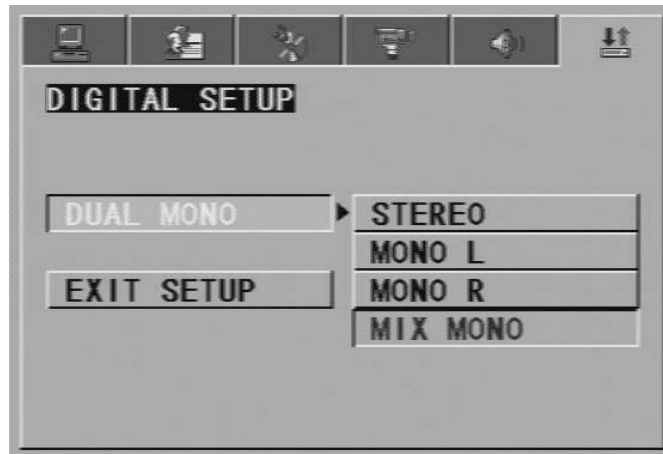 DIGITAL SETUP
DUAL MONO
STEREO
MONO L
EXIT SETUP
MONO R
MIX MONO